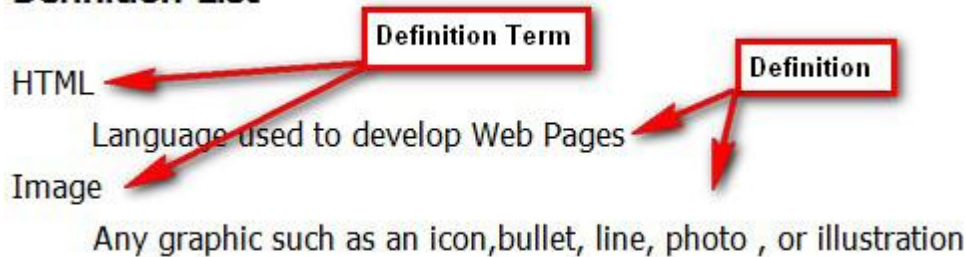 Definition List
Definition Term
Definition
HTML
Language used to develop Web Pages
Image
Any graphic such as an icon,bullet, line, photo , or illustration